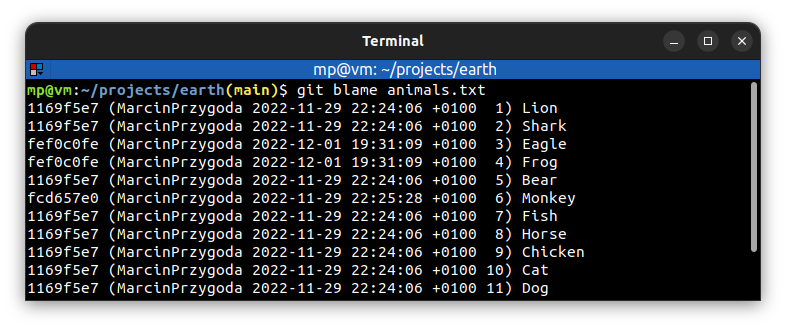 Terminal
mp@vm: ~/projects/earth
mp@vm:~/projects/earth(main)$ git blame animals.txt
1169f5e7 (MarcinPrzygoda 2022-11-29 22:24:06 +0100  1) Lion
1169f5e7 (MarcinPrzygoda 2022-11-29 22:24:06 +0100  2) Shark
fef0c0fe (MarcinPrzygoda 2022-12-01 19:31:09 +0100  3) Eagle
fef0c0fe (MarcinPrzygoda 2022-12-01 19:31:09 +0100  4) Frog
1169f5e7 (MarcinPrzygoda 2022-11-29 22:24:06 +0100  5) Bear
fcd657e0 (MarcinPrzygoda 2022-11-29 22:25:28 +0100  6) Monkey
1169f5e7 (MarcinPrzygoda 2022-11-29 22:24:06 +0100  7) Fish
1169f5e7 (MarcinPrzygoda 2022-11-29 22:24:06 +0100  8) Horse
1169f5e7 (MarcinPrzygoda 2022-11-29 22:24:06 +0100  9) Chicken
1169f5e7 (MarcinPrzygoda 2022-11-29 22:24:06 +0100 10) Cat
1169f5e7 (MarcinPrzygoda 2022-11-29 22:24:06 +0100 11) Dog